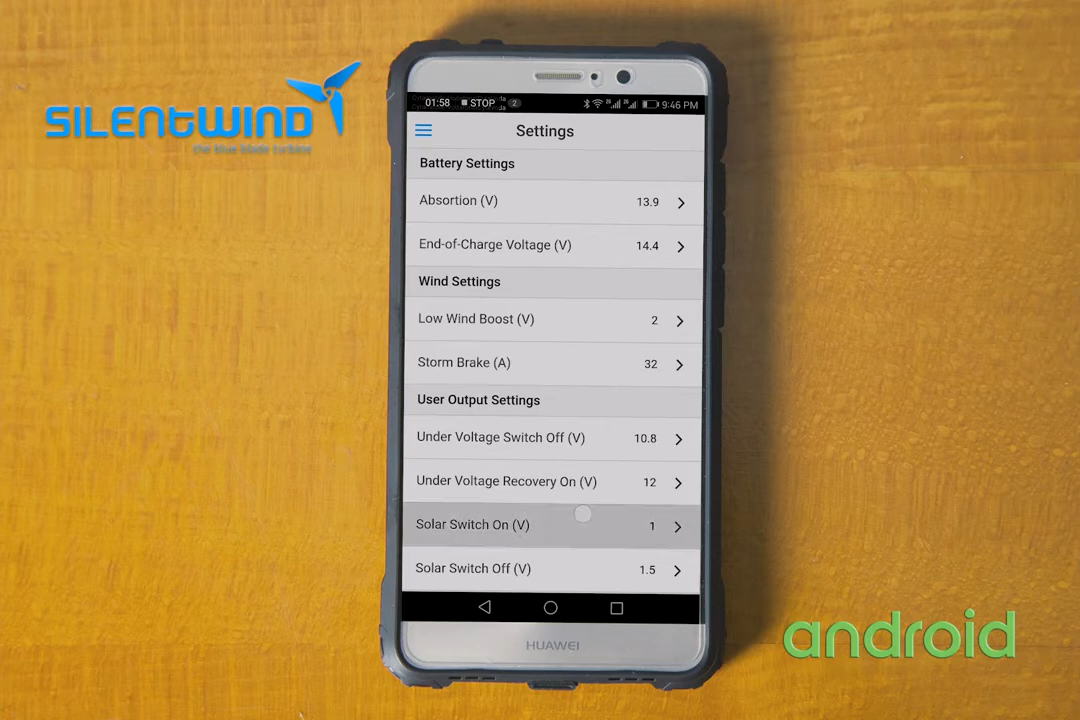 SILENTWIND
the blue blade turbine
01:58 STOP 2
9:46 PM
Settings
Battery Settings
Absortion (V) 13.9
End-of-Charge Voltage (V) 14.4
Wind Settings
Low Wind Boost (V) 2
Storm Brake (A) 32
User Output Settings
Under Voltage Switch Off (V) 10.8
Under Voltage Recovery On (V) 12
Solar Switch On (V) 1
Solar Switch Off (V) 1.5
HUAWEI
android